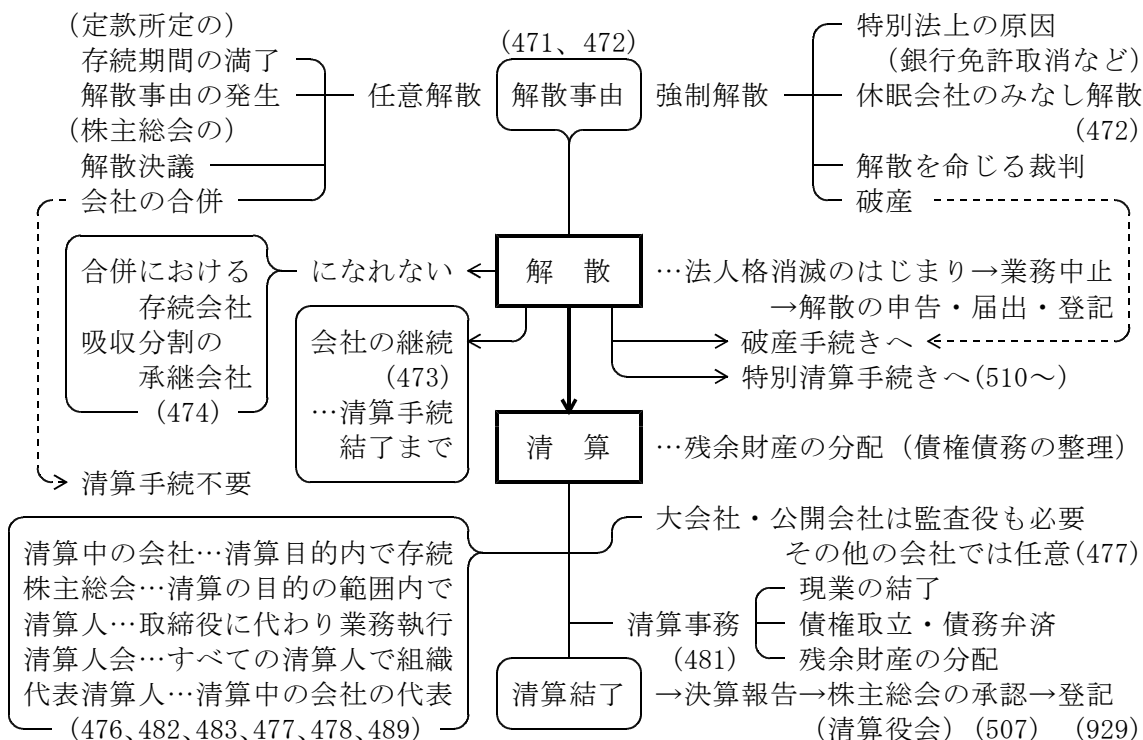 (定款所定の)
存続期間の満了
解散事由の発生
(株主総会の)
解散決議
会社の合併
任意解散
(471、472)
解散事由
強制解散
特別法上の原因
(銀行免許取消など)
休眠会社のみなし解散
(472)
解散を命じる裁判
破産
合併における
存続会社
吸収分割の
承継会社
(474)
になれない
解 散
…法人格消滅のはじまり→業務中止
→解散の申告・届出・登記
会社の継続
(473)
…清算手続
結了まで
破産手続きへ
特別清算手続きへ(510～)
清 算
…残余財産の分配(債権債務の整理)
清算手続不要
大会社・公開会社は監査役も必要
その他の会社では任意(477)
清算中の会社…清算目的内で存続
株主総会…清算の目的の範囲内で
清算人…取締役に代わり業務執行
清算人会…すべての清算人で組織
代表清算人…清算中の会社の代表
(476、482、483、477、478、489)
清算事務
(481)
現業の結了
債権取立・債務弁済
残余財産の分配
清算結了
→決算報告→株主総会の承認→登記
(清算役会)(507) (929)